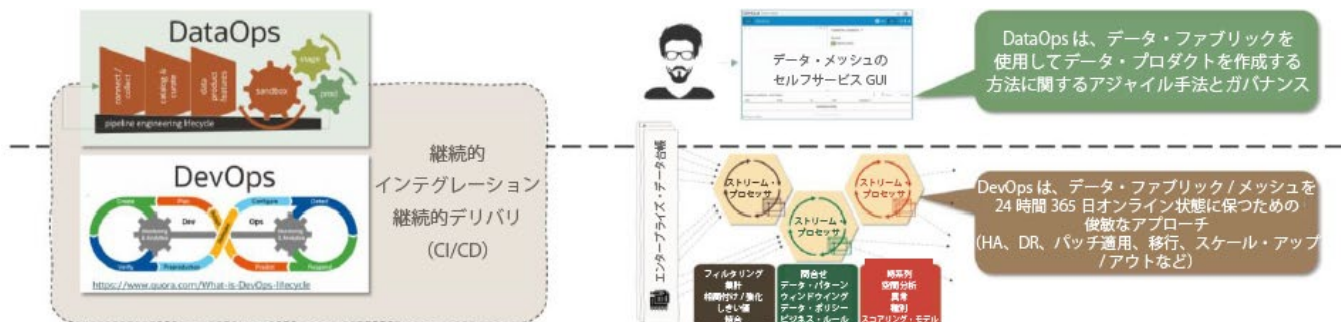 DataOps
connect /
collect
catalog &
curate
data
product
features
sandbox
stage
prod
pipeline engineering lifecycle
DevOps
Create
Plan
Configure
Detect
Dev
Ops
Monitoring
& Analytics
Monitoring
& Analytics
Verify
Preproduction
Predict
Respond
https://www.quora.com/What-is-DevOps-lifecycle
継続的
インテグレーション
継続的デリバリ
(CI/CD)
データ・メッシュの
セルフサービス GUI
DataOps は、データ・ファブリックを
使用してデータ・プロダクトを作成する
方法に関するアジャイル手法とガバナンス
エンタープライズ・データ台帳
ストリーム・
プロセッサ
ストリーム・
プロセッサ
ストリーム・
プロセッサ
フィルタリング
集計
相関付け / 強化
しきい値
統合
問合せ
データ・パターン
ウィンドウイング
データ・ポリシー
ビジネス・ルール
時系列
空間分析
異常
種別
スコアリング・モデル
DevOps は、データ・ファブリック / メッシュを
24 時間 365 日オンライン状態に保つための
俊敏なアプローチ
(HA、DR、パッチ適用、移行、スケール・アップ
/ アウトなど)